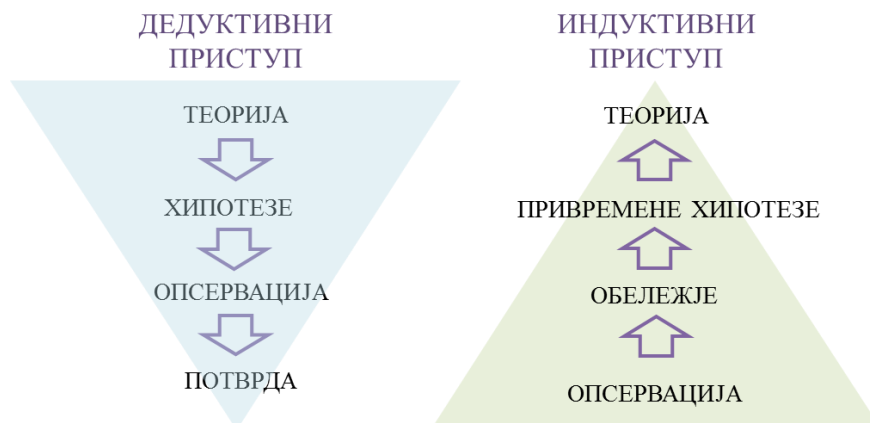 ДЕДУКТИВНИ
ПРИСТУП
ТЕОРИЈА
ХИПОТЕЗЕ
ОПСЕРВАЦИЈА
ПОТВРДА
ИНДУКТИВНИ
ПРИСТУП
ТЕОРИЈА
ПРИВРЕМЕНЕ ХИПОТЕЗЕ
ОБЕЛЕЖЈЕ
ОПСЕРВАЦИЈА